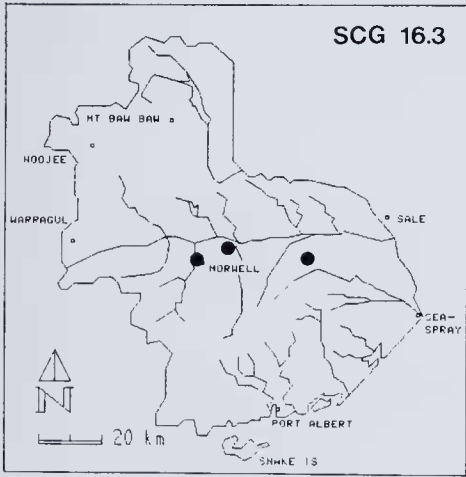 SCG 16.3
MT BAW BAW
NOOJEE
WARRAGUL
SALE
MORWELL
SEA-
SPRAY
N
20 km
PORT ALBERT
SNAKE IS